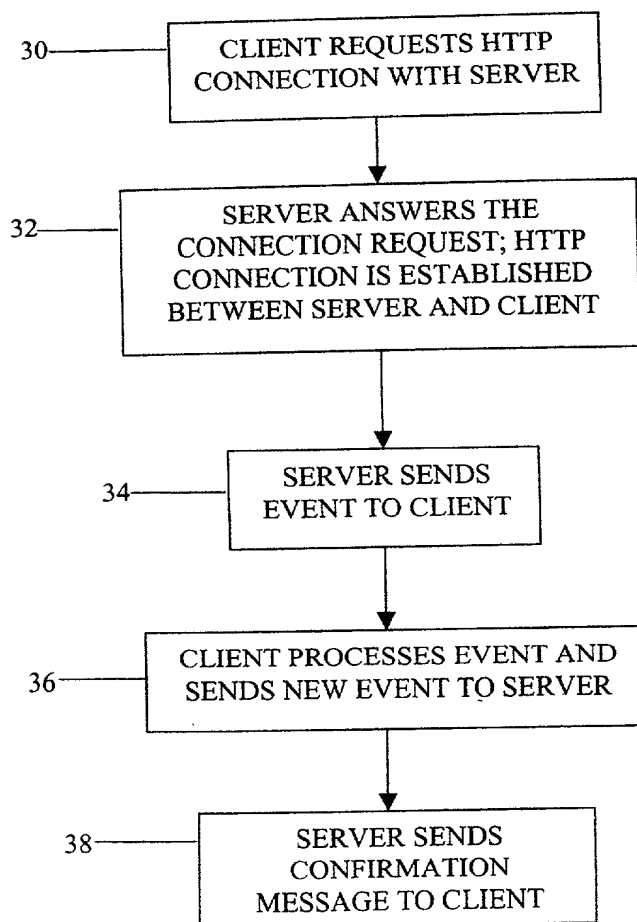 30
CLIENT REQUESTS HTTP
CONNECTION WITH SERVER
32
SERVER ANSWERS THE
CONNECTION REQUEST; HTTP
CONNECTION IS ESTABLISHED
BETWEEN SERVER AND CLIENT
34
SERVER SENDS
EVENT TO CLIENT
36
CLIENT PROCESSES EVENT AND
SENDS NEW EVENT TO SERVER
38
SERVER SENDS
CONFIRMATION
MESSAGE TO CLIENT